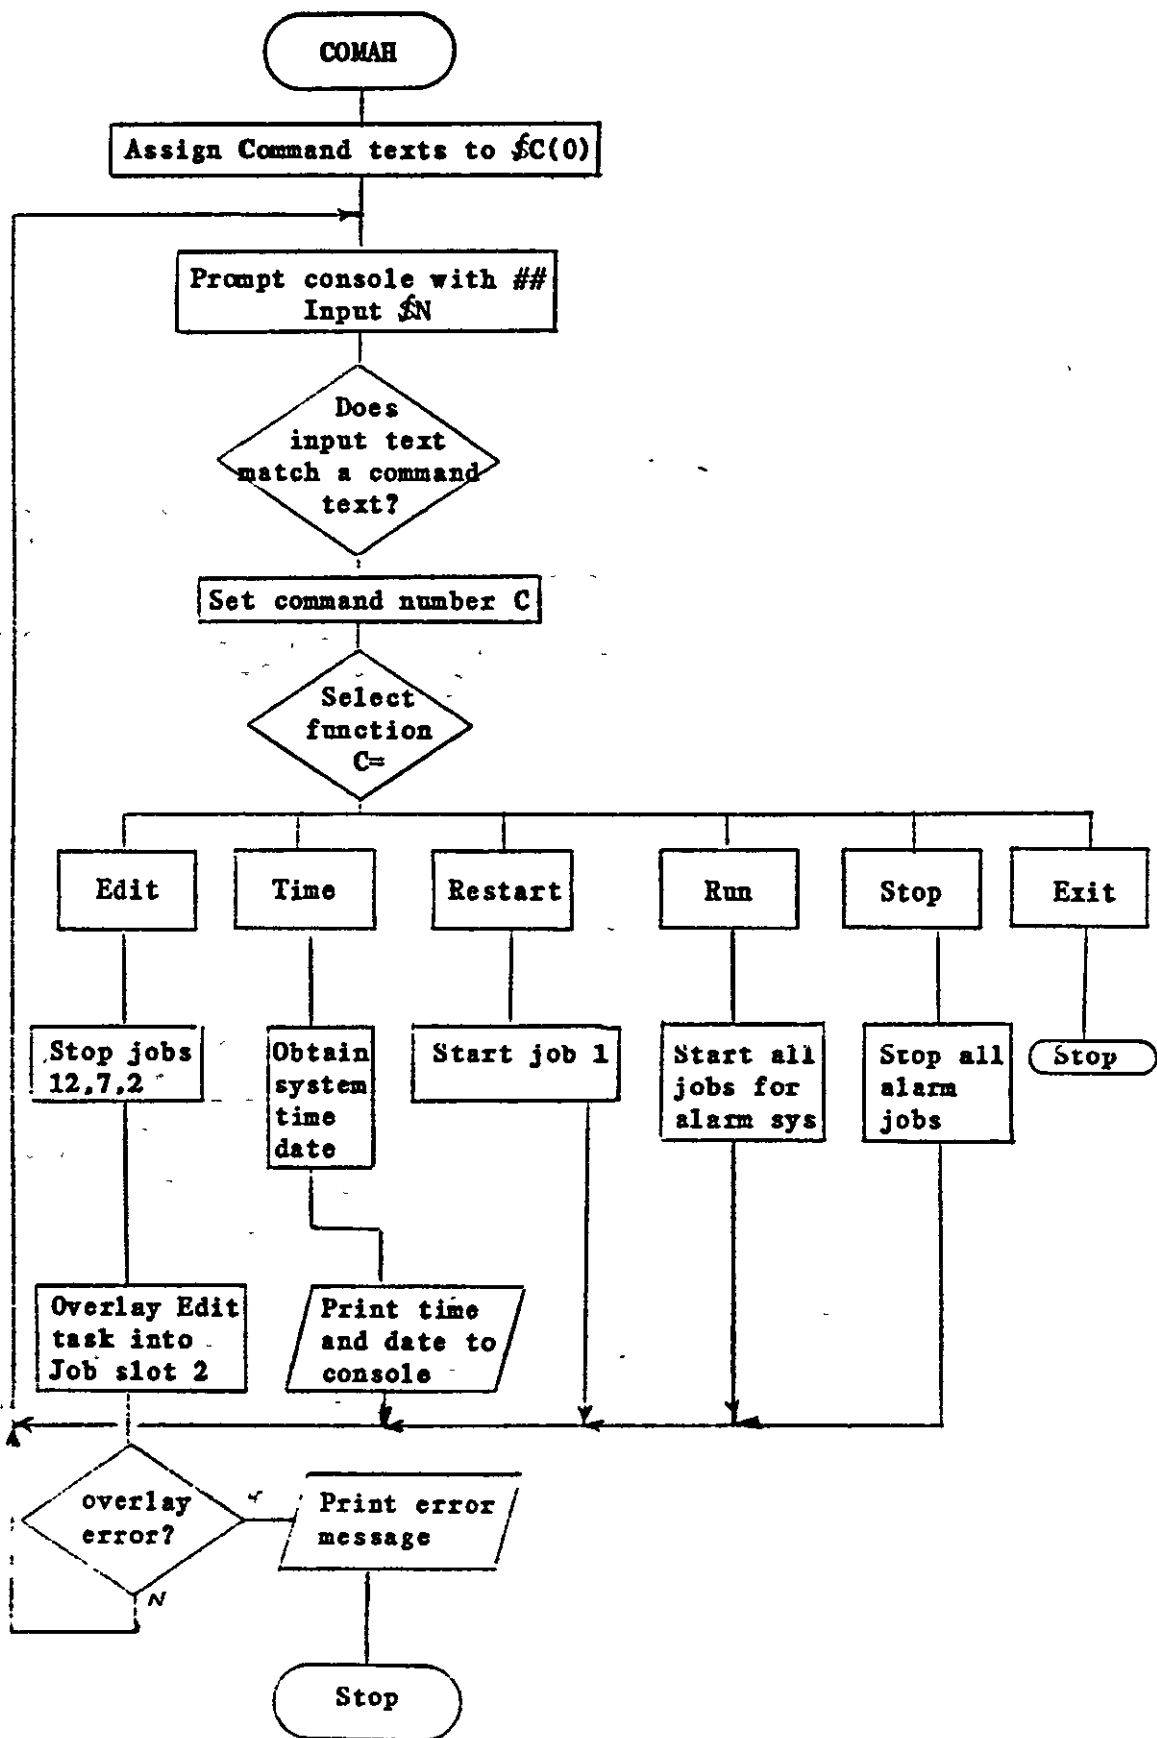 COMAH
Assign Command texts to $C(0)
Prompt console with ##
Input $N
Does
input text
match a command
text?
Set command number C
Select
function
C=
Edit
Time
Restart
Run
Stop
Exit
Stop jobs
12,7,2
Obtain
system
time
date
Start job 1
Start all
jobs for
alarm sys
Stop all
alarm
jobs
Stop
Overlay Edit
task into
Job slot 2
Print time
and date to
console
overlay
error?
Y
Print error
message
N
Stop